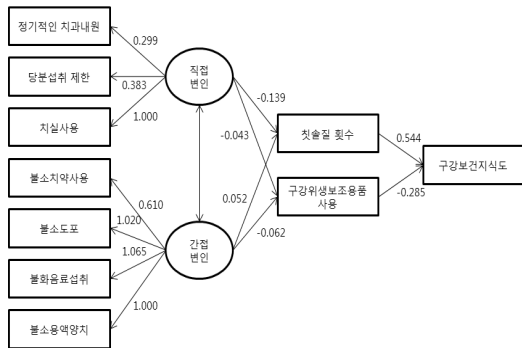 정기적인 치과내원
당분섭취 제한
치실사용
불소치약사용
불소도포
불화음료섭취
불소용액양치
0.299
0.383
1.000
0.610
1.020
1.065
1.000
직접
변인
간접
변인
-0.139
-0.043
0.052
-0.062
칫솔질 횟수
구강위생보조용품
사용
0.544
-0.285
구강보건지식도